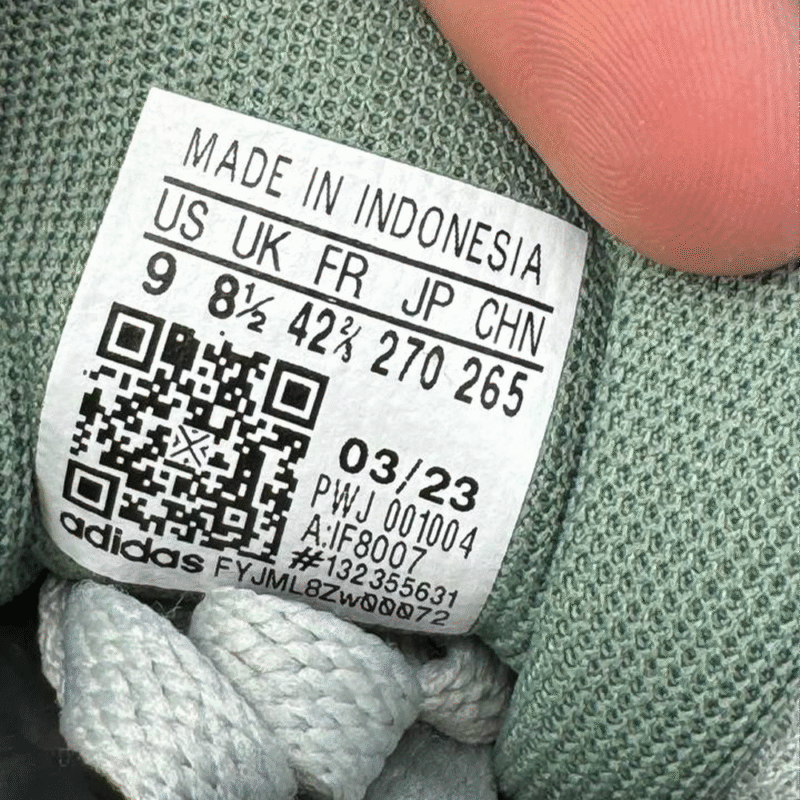 MADE IN INDONESIA
US UK FR JP CHN
9 8½ 42⅔ 270 265
03/23
PWJ 001004
A:IF8007
#132355631
adidas FYJML8Zw00072